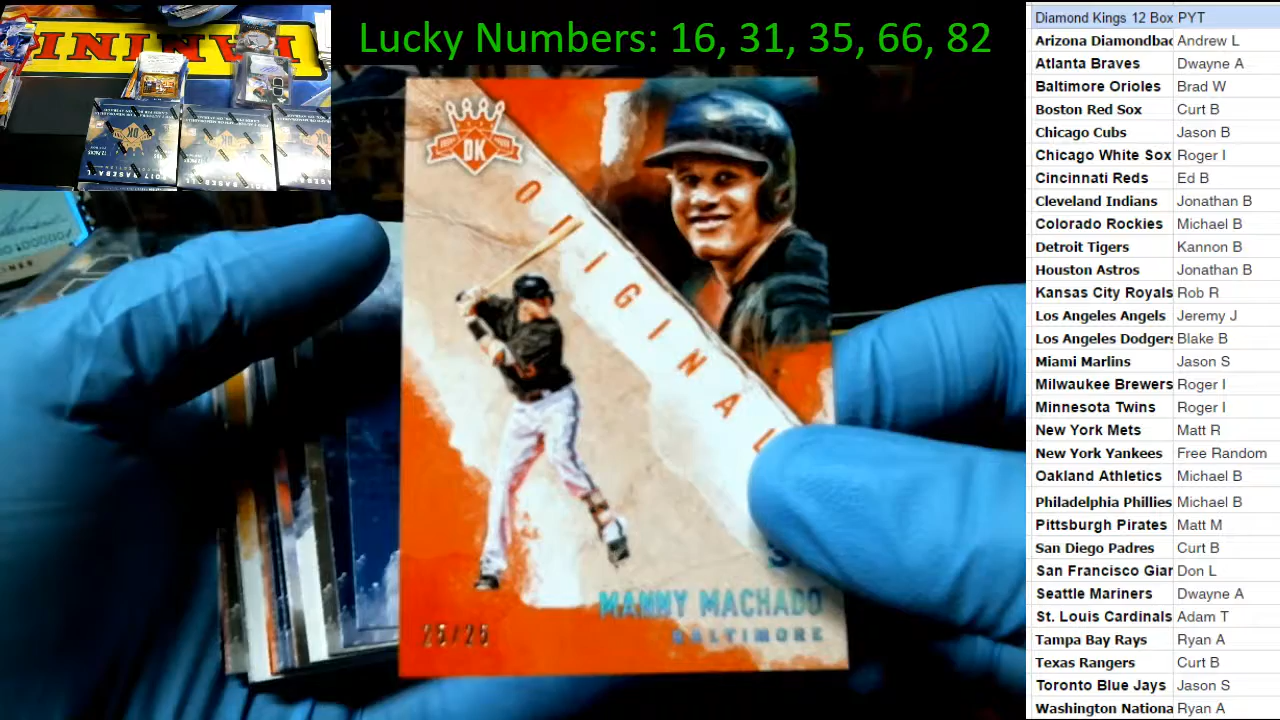 Lucky Numbers: 16, 31, 35, 66, 82
PANINI
DK
ORIGINAL
MANNY MACHADO
BALTIMORE
25/25
2017 BASEBALL
Diamond Kings 12 Box PYT
Arizona Diamondbac Andrew L
Atlanta Braves Dwayne A
Baltimore Orioles Brad W
Boston Red Sox Curt B
Chicago Cubs Jason B
Chicago White Sox Roger I
Cincinnati Reds Ed B
Cleveland Indians Jonathan B
Colorado Rockies Michael B
Detroit Tigers Kannon B
Houston Astros Jonathan B
Kansas City Royals Rob R
Los Angeles Angels Jeremy J
Los Angeles Dodgers Blake B
Miami Marlins Jason S
Milwaukee Brewers Roger I
Minnesota Twins Roger I
New York Mets Matt R
New York Yankees Free Random
Oakland Athletics Michael B
Philadelphia Phillies Michael B
Pittsburgh Pirates Matt M
San Diego Padres Curt B
San Francisco Gian Don L
Seattle Mariners Dwayne A
St. Louis Cardinals Adam T
Tampa Bay Rays Ryan A
Texas Rangers Curt B
Toronto Blue Jays Jason S
Washington Nationa Ryan A